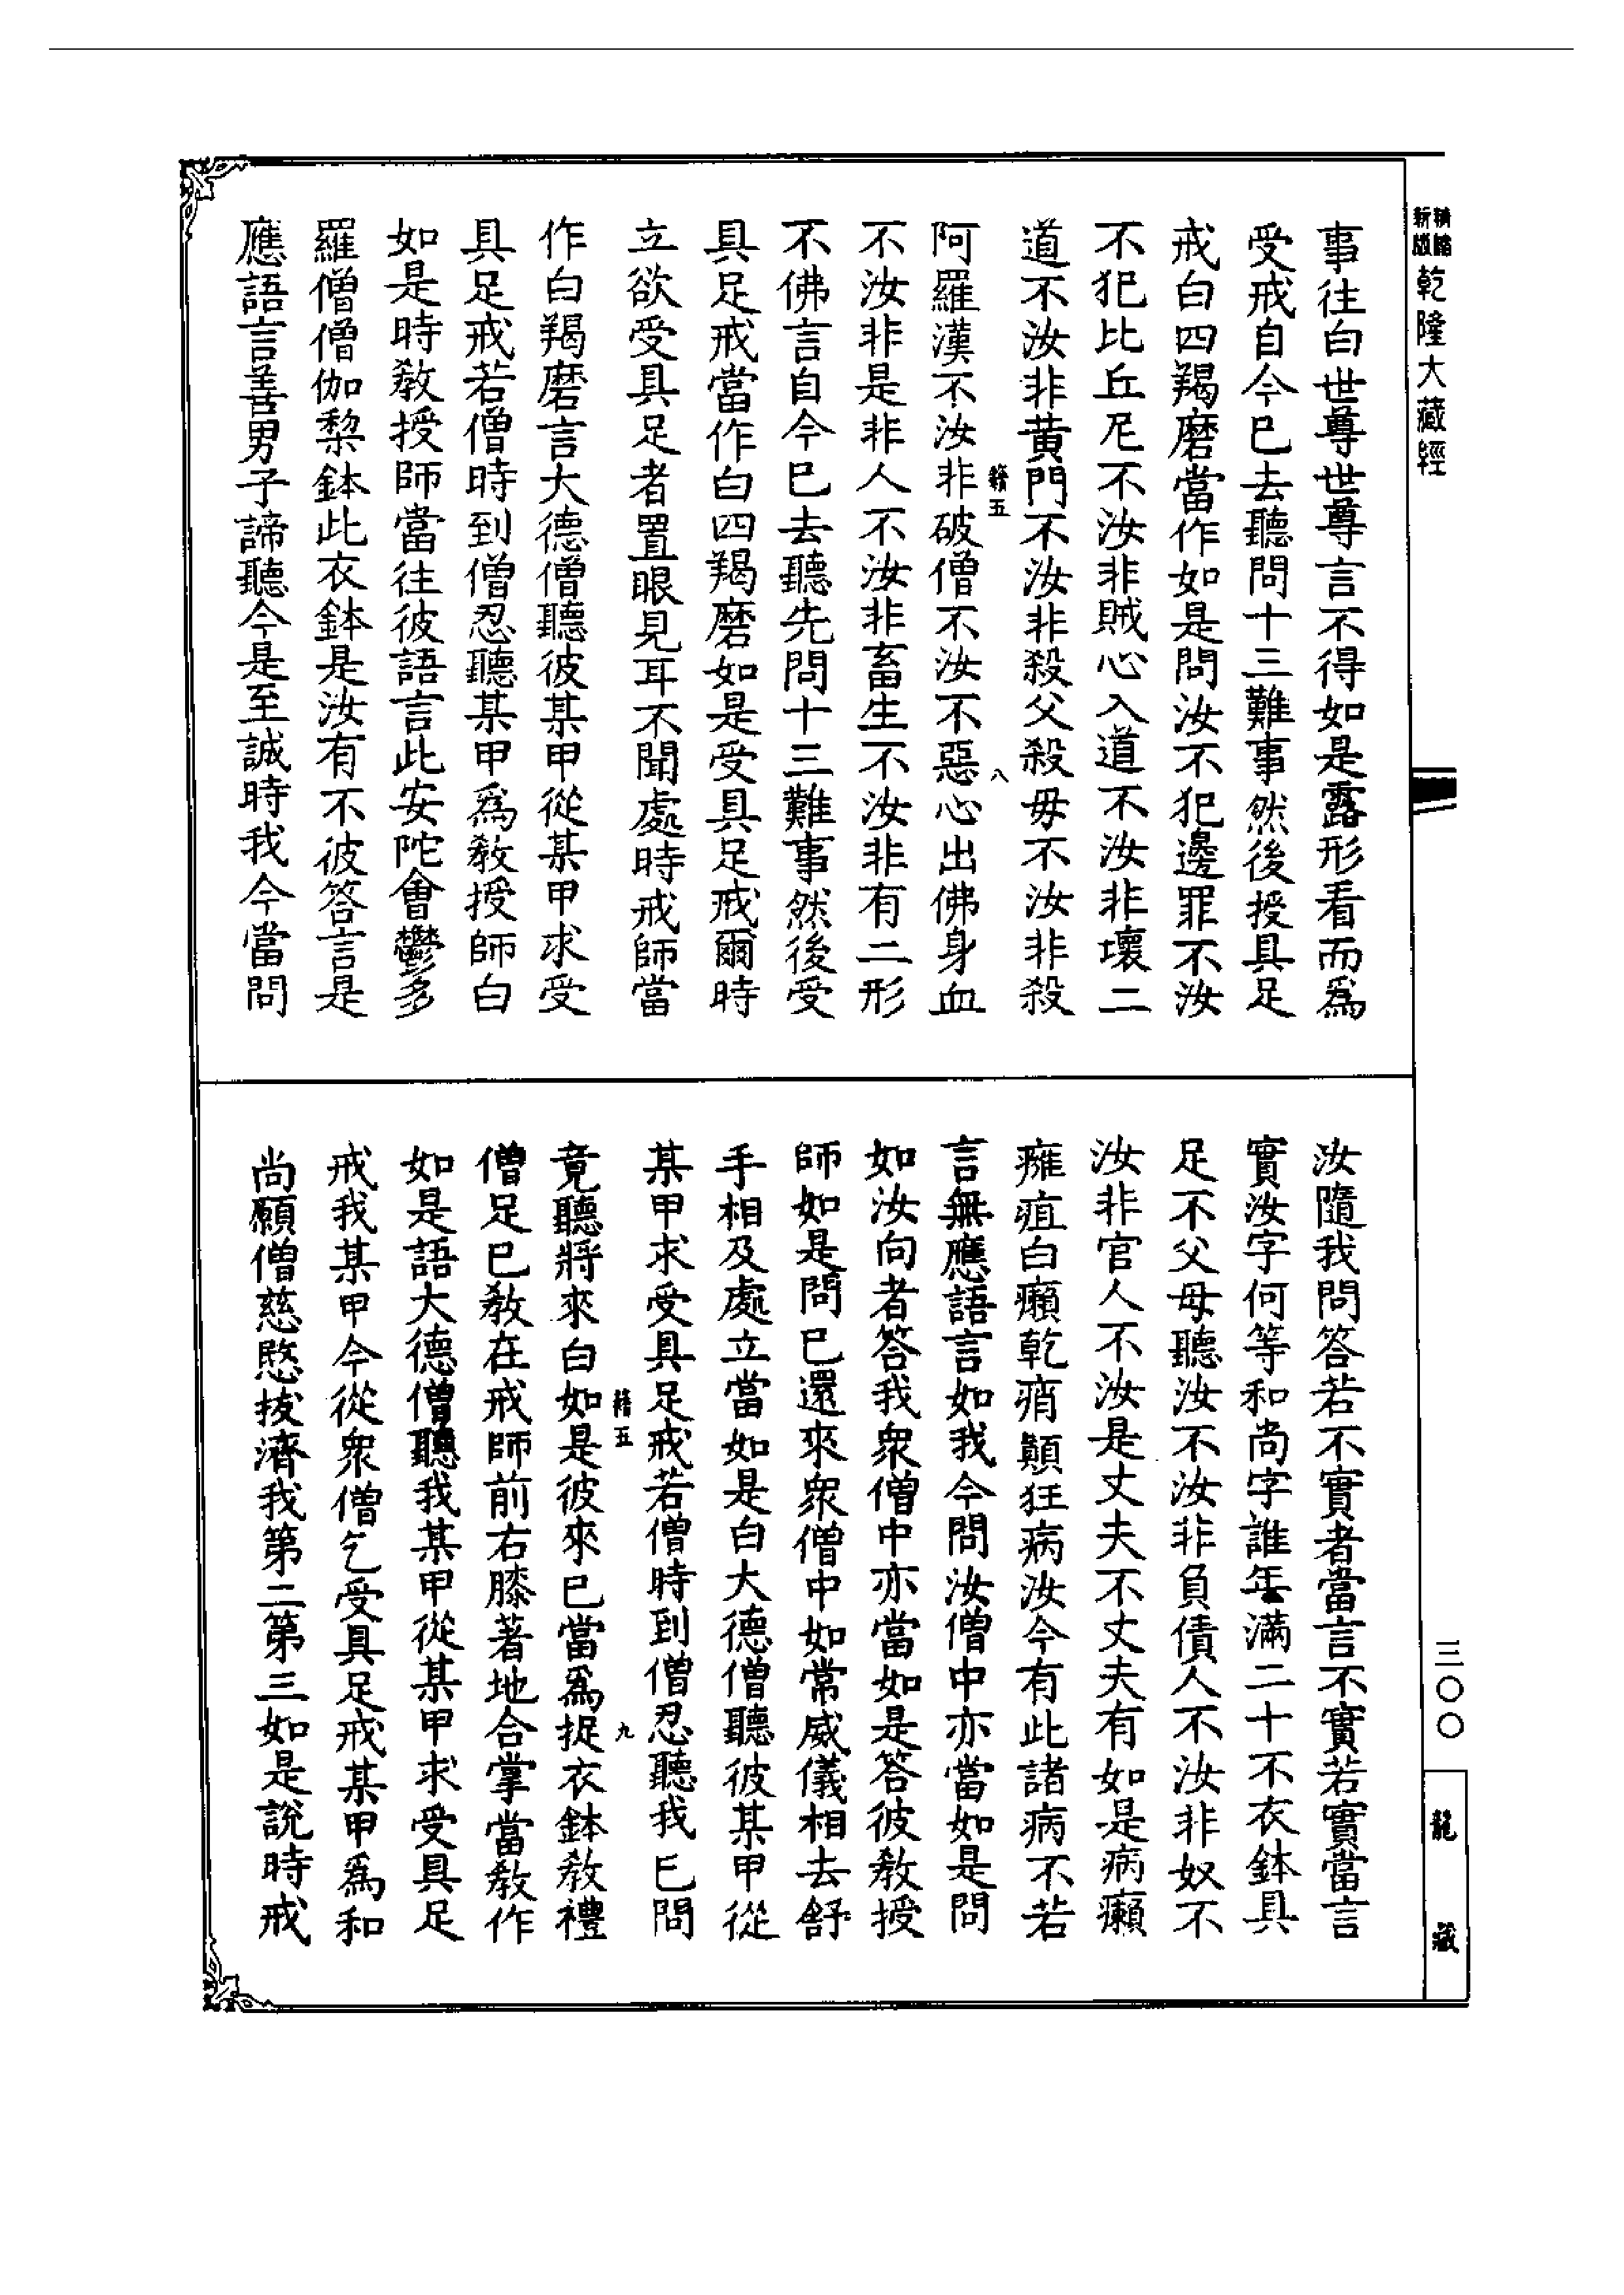 新縮
版精
乾隆大藏經
事往白世尊世尊言不得如是露形看而爲
受戒自今已去聽問十三難事然後授具足
戒白四羯磨當作如是問汝不犯邊罪不汝
不犯比丘尼不汝非賊心入道不汝非壞二
道不汝非黃門不汝非殺父殺母不汝非殺
籍五
八
阿羅漢不汝非破僧不汝不惡心出佛身血
不汝非是非人不汝非畜生不汝非有二形
不佛言自今已去聽先問十三難事然後受
具足戒當作白四羯磨如是受具足戒爾時
立欲受具足者置眼見耳不聞處時戒師當
作白羯磨言大德僧聽彼某甲從某甲求受
具足戒若僧時到僧忍聽某甲爲教授師白
如是時教授師當往彼語言此安陀會鬱多
羅僧僧伽梨鉢此衣鉢是汝有不彼答言是
應語言善男子諦聽今是至誠時我今當問
汝隨我問答若不實者當言不實若實當言
實汝字何等和尚字誰年滿二十不衣鉢具
足不父母聽汝不汝非負債人不汝非奴不
汝非官人不汝是丈夫不丈夫有如是病癩
癰疽白癩乾痟顛狂病汝今有此諸病不若
言無應語言如我今問汝僧中亦當如是問
如汝向者答我衆僧中亦當如是答彼教授
師如是問已還來衆僧中如常威儀相去舒
手相及處立當如是白大德僧聽彼某甲從
某甲求受具足戒若僧時到僧忍聽我已問
籍五
九
竟聽將來白如是彼來已當爲捉衣鉢教禮
僧足已教在戒師前右膝著地合掌當教作
如是語大德僧聽我某甲從某甲求受具足
戒我某甲今從衆僧乞受具足戒某甲爲和
尚願僧慈愍拔濟我第二第三如是說時戒
三〇〇
龍藏